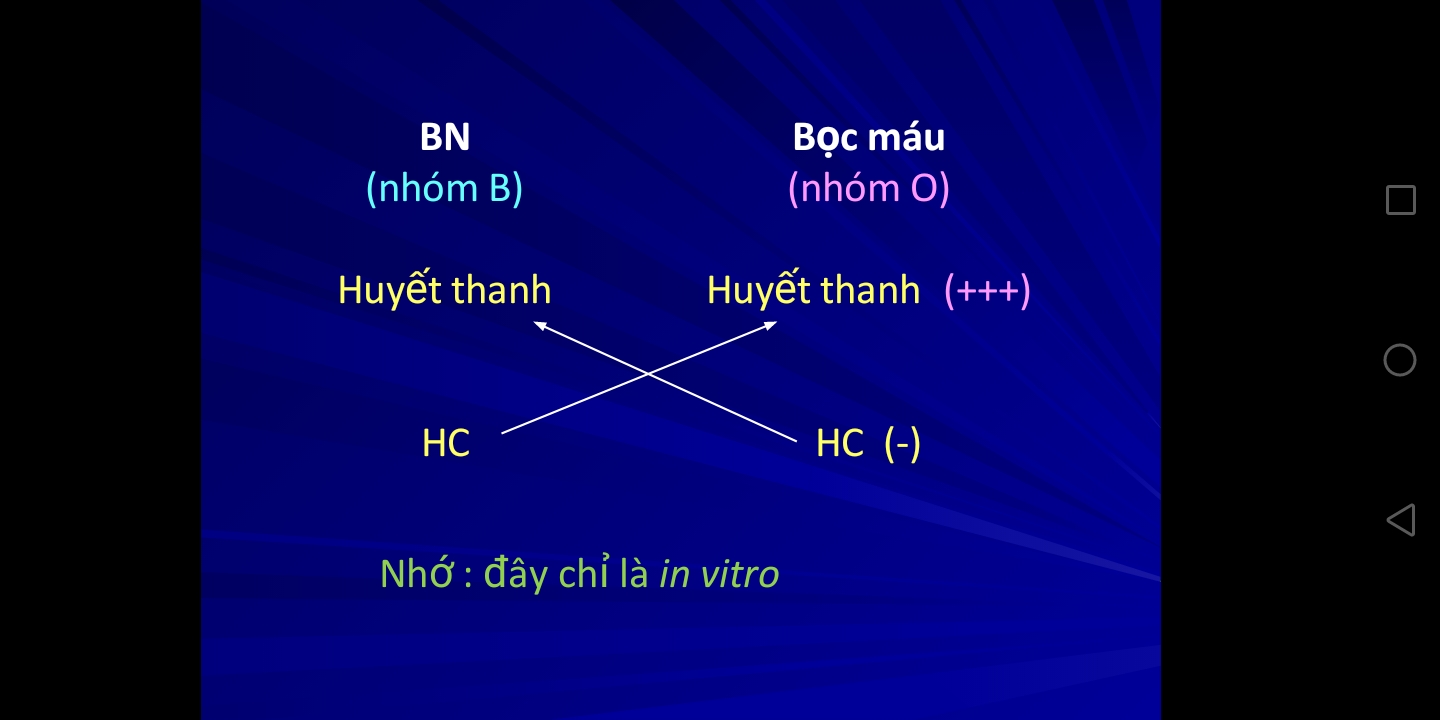 BN
(nhóm B)
Bọc máu
(nhóm O)
Huyết thanh
Huyết thanh (+++)
HC
HC (-)
Nhớ : đây chỉ là in vitro